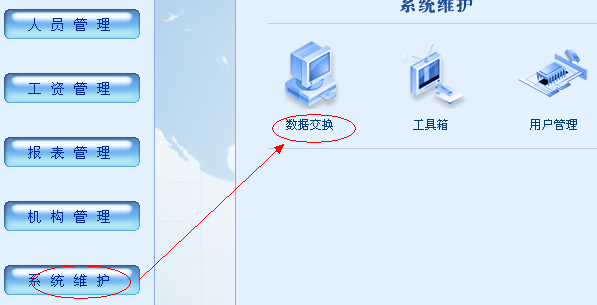 人员管理
工资管理
报表管理
机构管理
系统维护
系统维护
数据交换
工具箱
用户管理